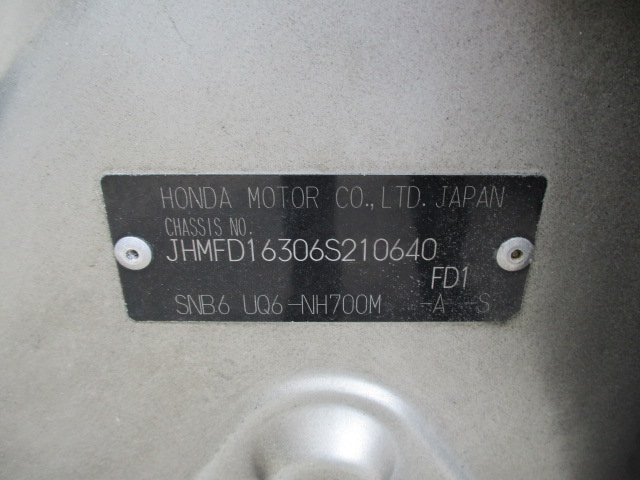 HONDA MOTOR CO.,LTD. JAPAN
CHASSIS NO.
JHMFD16306S210640
FD1
SNB6 UQ6-NH700M -A -S